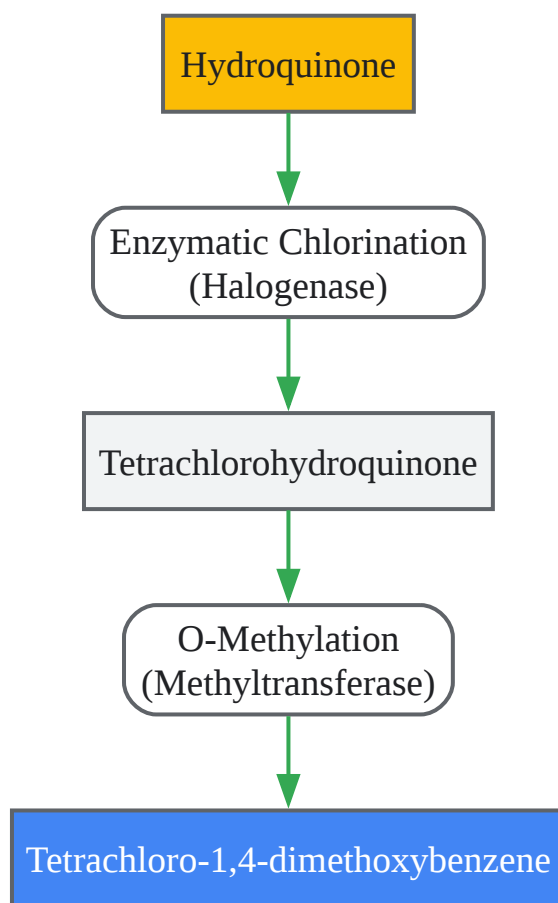 Hydroquinone
Enzymatic Chlorination
(Halogenase)
Tetrachlorohydroquinone
O-Methylation
(Methyltransferase)
Tetrachloro-1,4-dimethoxybenzene